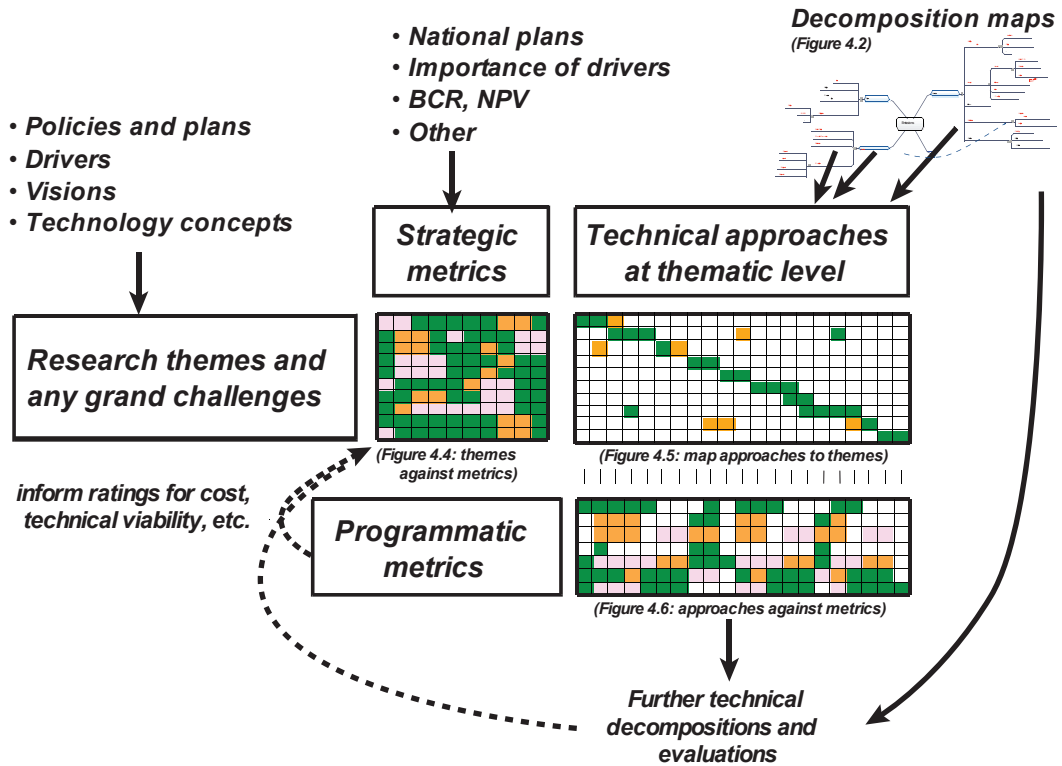 Decomposition maps
(Figure 4.2)
• National plans
• Importance of drivers
• BCR, NPV
• Other
• Policies and plans
• Drivers
• Visions
• Technology concepts
Strategic
metrics
Technical approaches
at thematic level
Research themes and
any grand challenges
(Figure 4.4: themes
against metrics)
(Figure 4.5: map approaches to themes)
inform ratings for cost,
technical viability, etc.
Programmatic
metrics
(Figure 4.6: approaches against metrics)
Further technical
decompositions and
evaluations